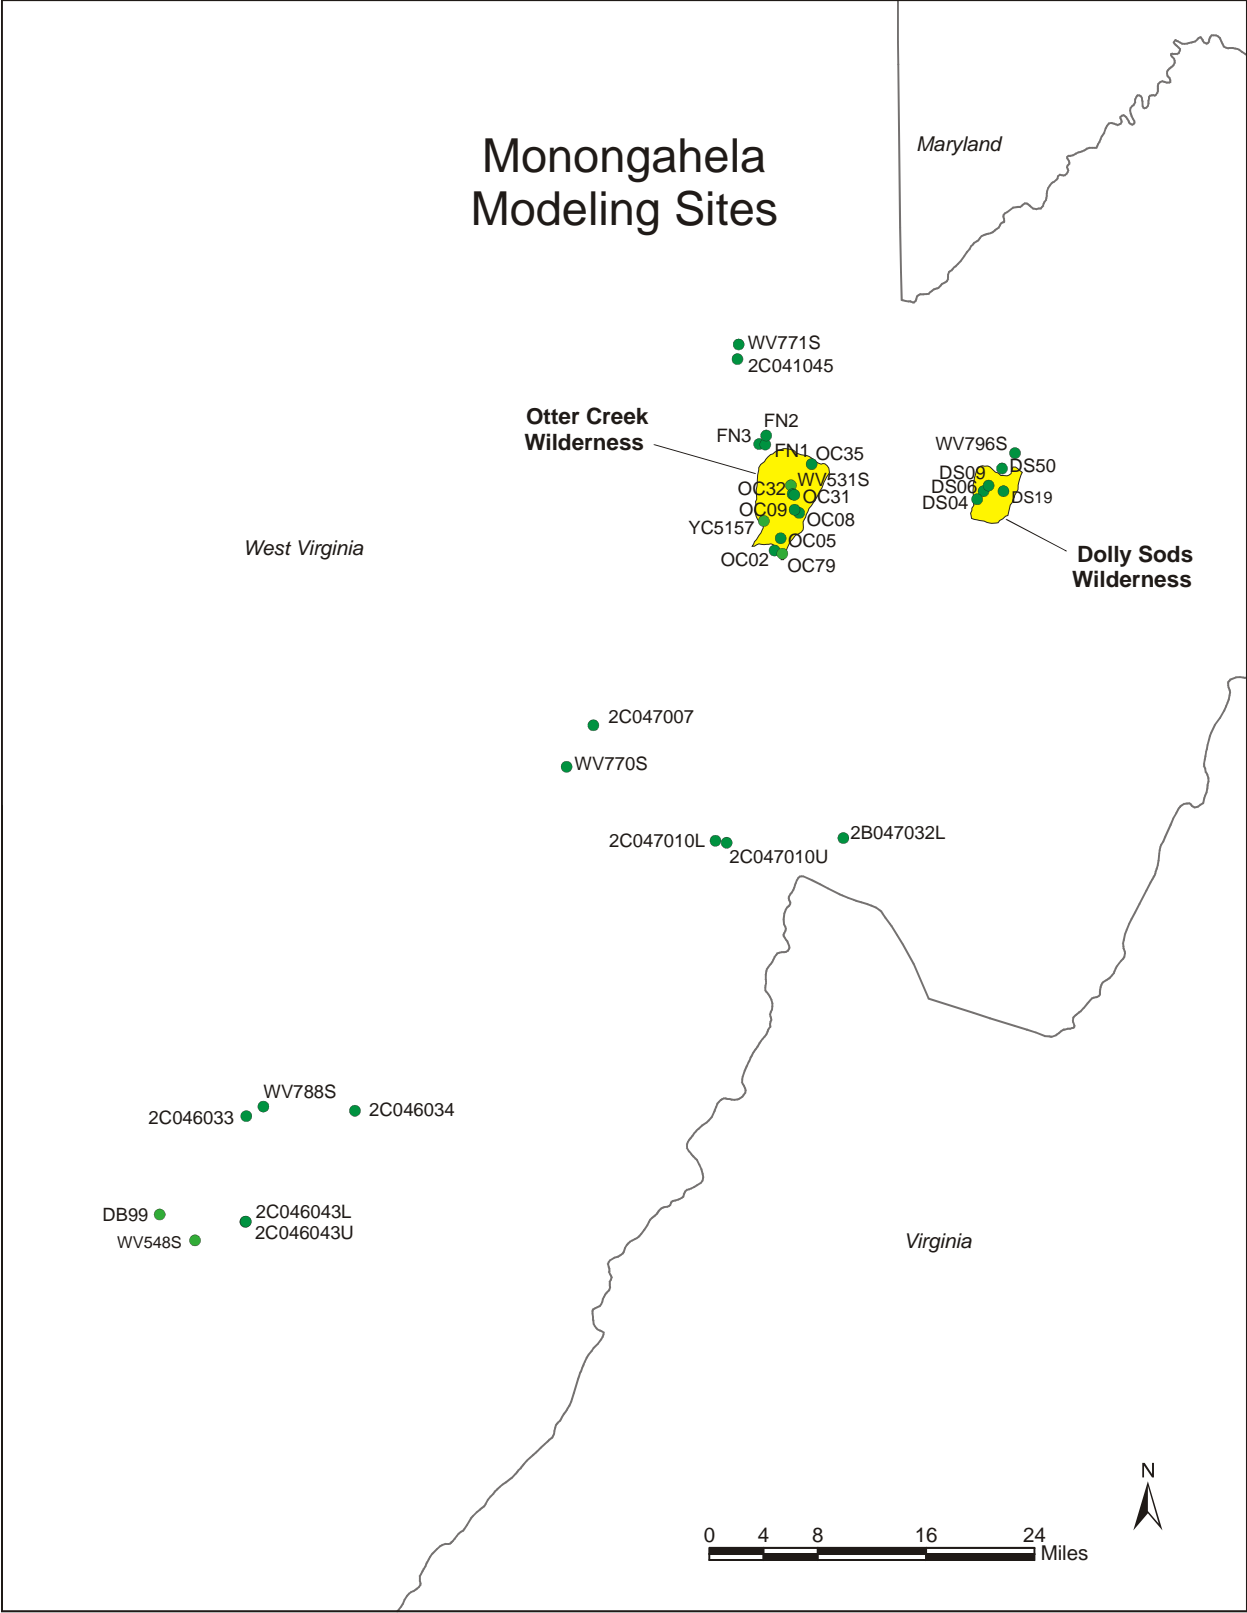 Monongahela
Modeling Sites
Maryland
WV771S
2C041045
Otter Creek
Wilderness
FN2
FN3
FN1
OC35
WV531S
OC32
OC31
OC09
OC08
YC5157
OC05
OC02
OC79
WV796S
DS50
DS09
DS06
DS19
DS04
West Virginia
Dolly Sods
Wilderness
2C047007
WV770S
2C047010L
2C047010U
2B047032L
WV788S
2C046033
2C046034
DB99
2C046043L
WV548S
2C046043U
Virginia
N
0 4 8 16 24
Miles